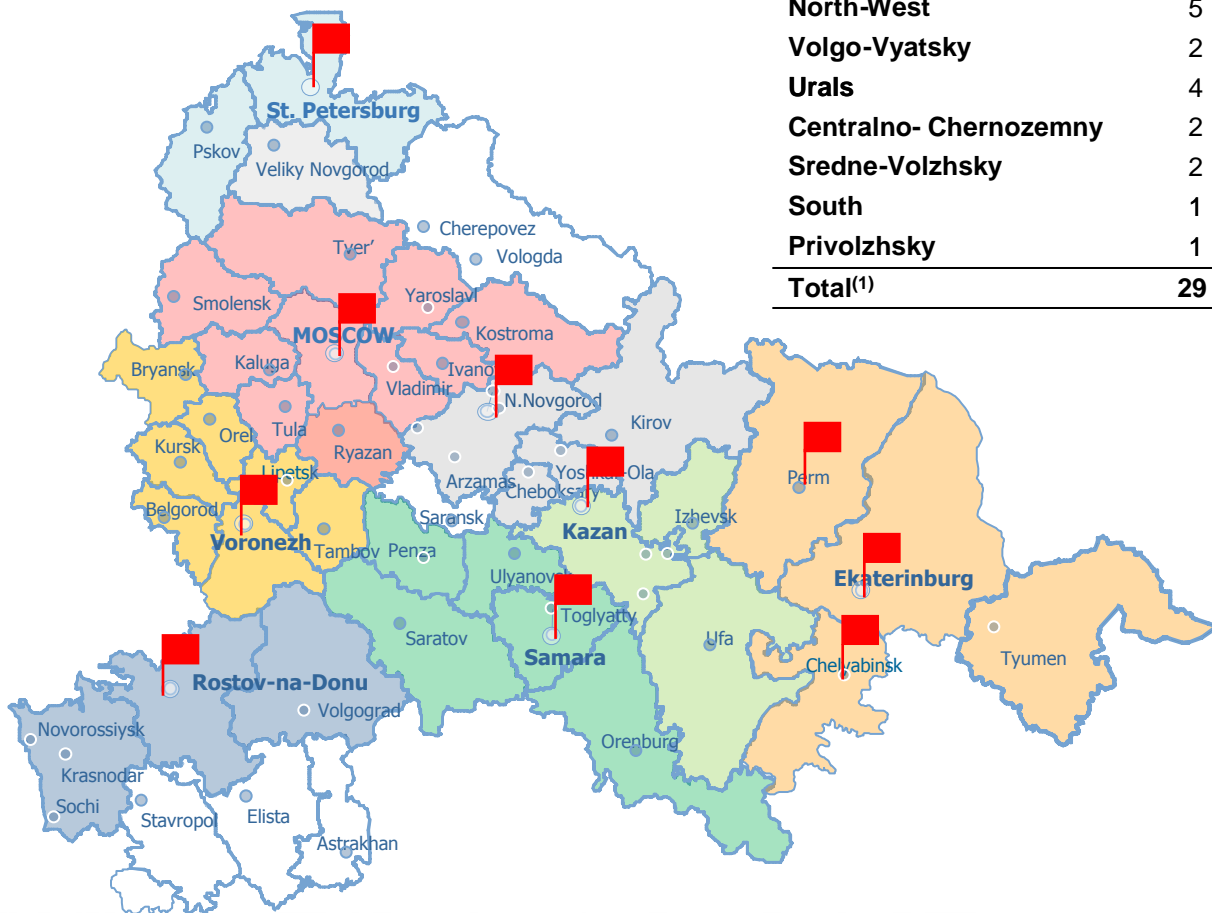 North-West 5
Volgo-Vyatsky 2
Urals 4
Centralno- Chernozemny 2
Sredne-Volzhsky 2
South 1
Privolzhsky 1
Total(1) 29
St. Petersburg
Pskov
Veliky Novgorod
Cherepovez
Tver'
Vologda
Smolensk
Yaroslavl
MOSCOW
Kostroma
Bryansk
Kaluga
Ivano
Vladimir
N.Novgorod
Kirov
Orel
Tula
Kursk
Ryazan
Lipetsk
Arzamas
Yoshkar-Ola
Cheboksary
Perm
Belgorod
Saransk
Izhevsk
Voronezh
Tambov
Penza
Kazan
Ulyanovsk
Ekaterinburg
Toglyatty
Saratov
Samara
Ufa
Chelyabinsk
Tyumen
Rostov-na-Donu
Volgograd
Novorossiysk
Orenburg
Krasnodar
Sochi
Stavropol
Elista
Astrakhan